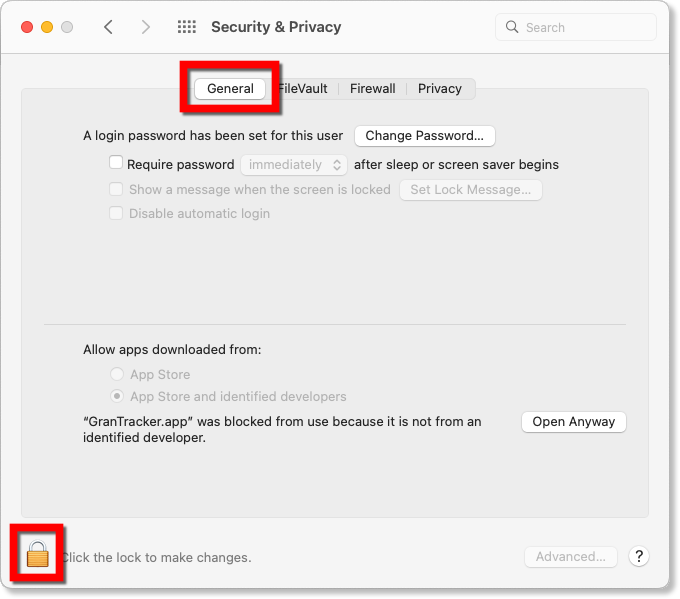 Security & Privacy
Search
General
FileVault
Firewall
Privacy
A login password has been set for this user
Change Password...
Require password
immediately
after sleep or screen saver begins
Show a message when the screen is locked
Set Lock Message...
Disable automatic login
Allow apps downloaded from:
App Store
App Store and identified developers
“GranTracker.app” was blocked from use because it is not from an
identified developer.
Open Anyway
Click the lock to make changes.
Advanced...
?